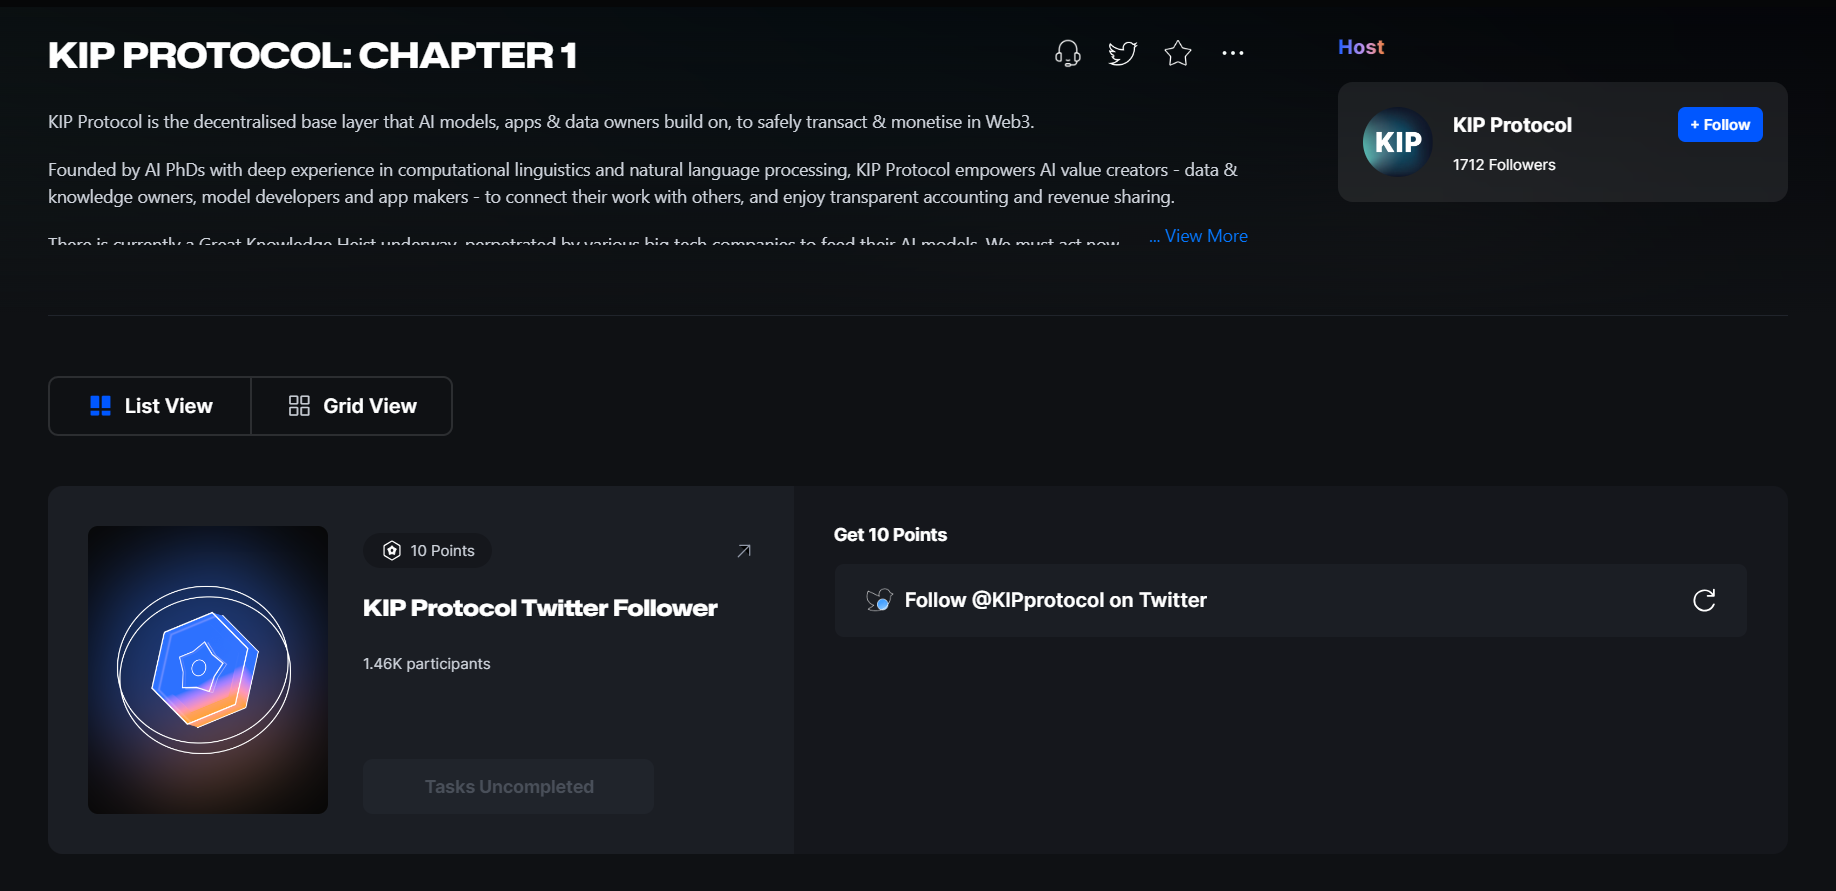 KIP PROTOCOL: CHAPTER 1
Host
KIP
KIP Protocol
+ Follow
1712 Followers
KIP Protocol is the decentralised base layer that AI models, apps & data owners build on, to safely transact & monetise in Web3.
Founded by AI PhDs with deep experience in computational linguistics and natural language processing, KIP Protocol empowers AI value creators - data &
knowledge owners, model developers and app makers - to connect their work with others, and enjoy transparent accounting and revenue sharing.
There is currently a Great Knowledge Heist underway, perpetrated by various big tech companies to feed their AI models. We must act now
... View More
List View
Grid View
10 Points
KIP Protocol Twitter Follower
1.46K participants
Tasks Uncompleted
Get 10 Points
Follow @KIPprotocol on Twitter